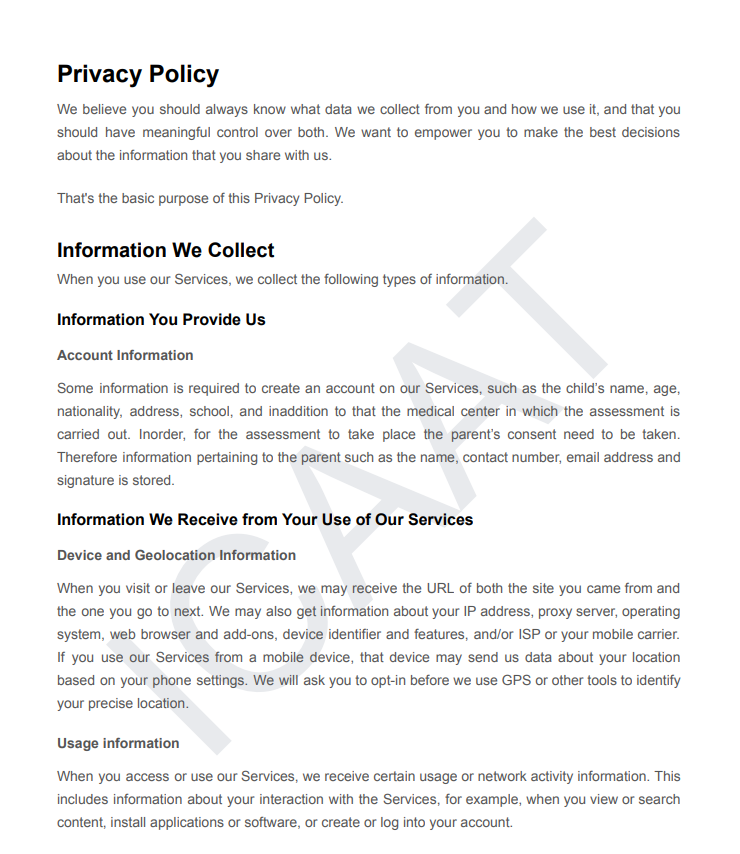 Privacy Policy
We believe you should always know what data we collect from you and how we use it, and that you
should have meaningful control over both. We want to empower you to make the best decisions
about the information that you share with us.
That's the basic purpose of this Privacy Policy.
Information We Collect
When you use our Services, we collect the following types of information.
Information You Provide Us
Account Information
Some information is required to create an account on our Services, such as the child’s name, age,
nationality, address, school, and inaddition to that the medical center in which the assessment is
carried out. Inorder, for the assessment to take place the parent’s consent need to be taken.
Therefore information pertaining to the parent such as the name, contact number, email address and
signature is stored.
Information We Receive from Your Use of Our Services
Device and Geolocation Information
When you visit or leave our Services, we may receive the URL of both the site you came from and
the one you go to next. We may also get information about your IP address, proxy server, operating
system, web browser and add-ons, device identifier and features, and/or ISP or your mobile carrier.
If you use our Services from a mobile device, that device may send us data about your location
based on your phone settings. We will ask you to opt-in before we use GPS or other tools to identify
your precise location.
Usage information
When you access or use our Services, we receive certain usage or network activity information. This
includes information about your interaction with the Services, for example, when you view or search
content, install applications or software, or create or log into your account.
ICAAT